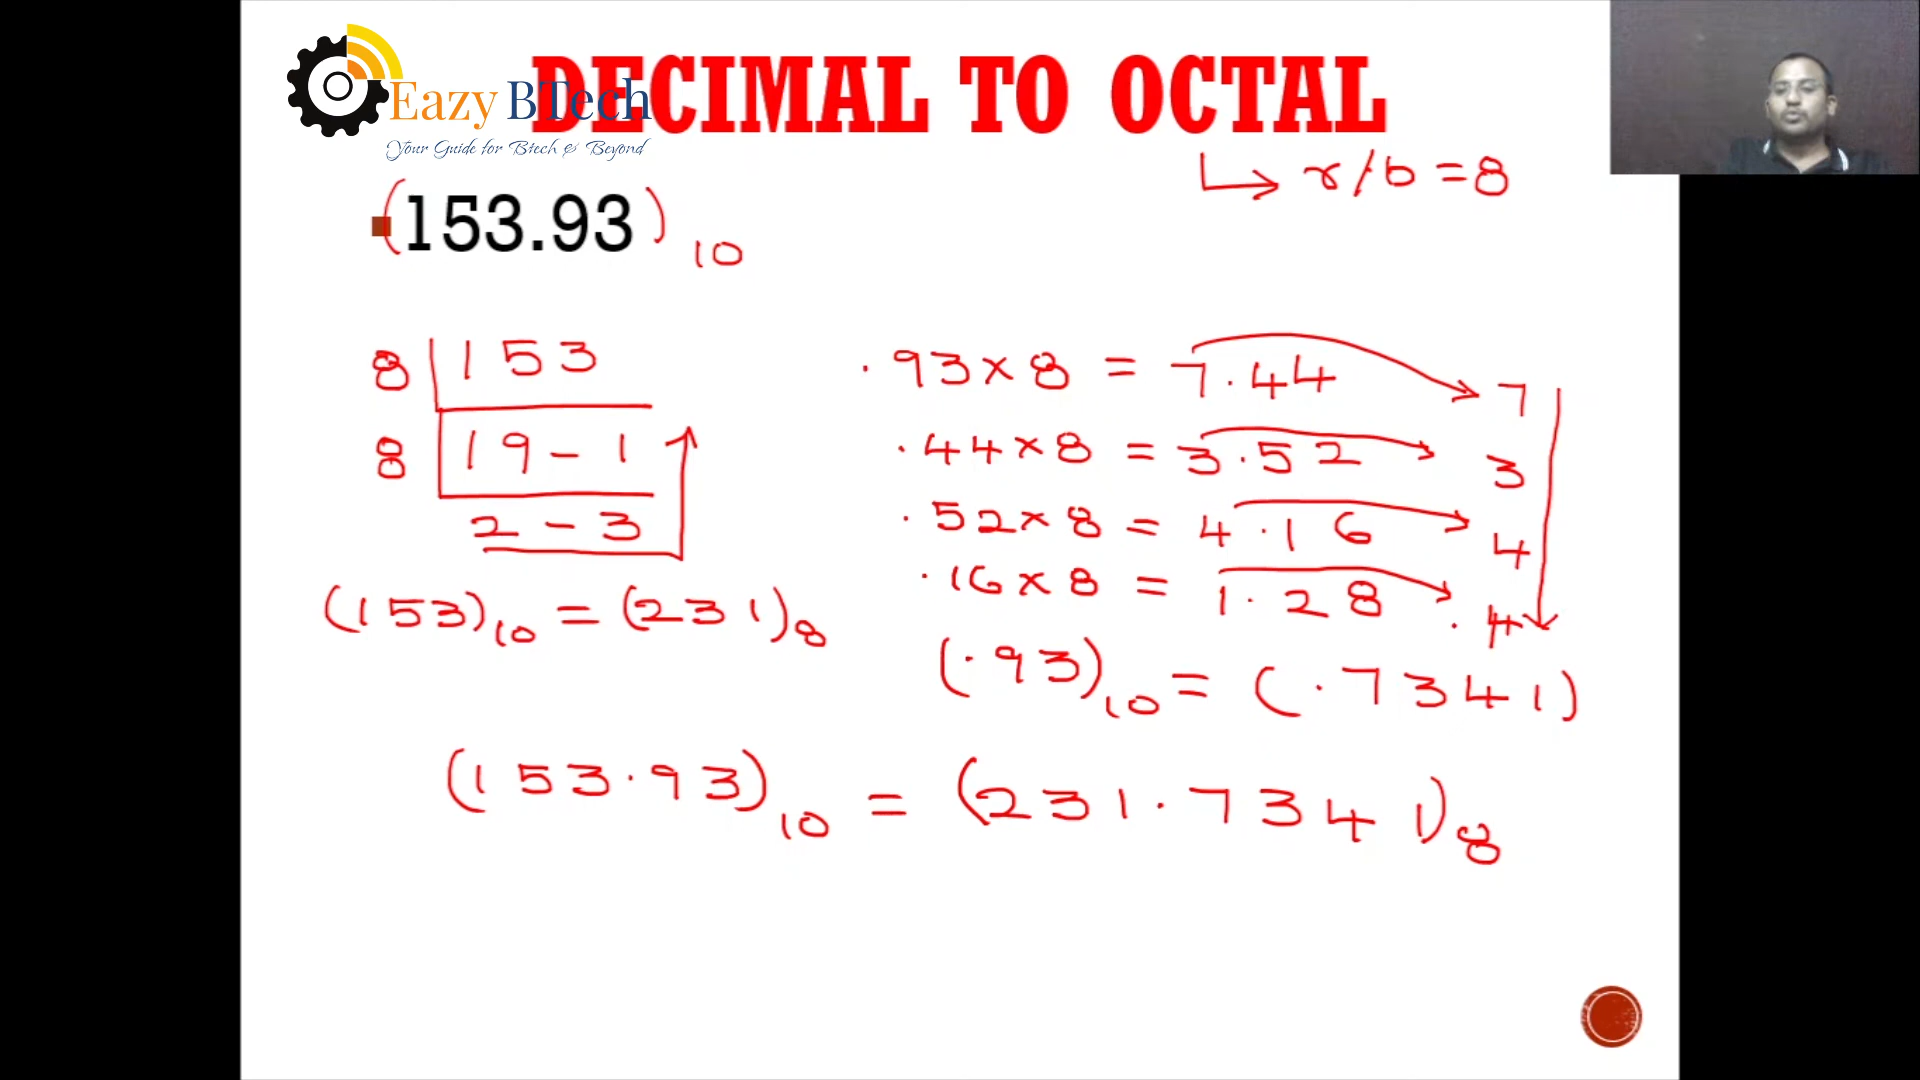 DECIMAL TO OCTAL
Eazy BTech
Your Guide for Btech & Beyond
r/b = 8
(153.93)10
8 | 153
8 | 19 - 1
2 - 3
(153)10 = (231)8
.93 × 8 = 7.44 → 7
.44 × 8 = 3.52 → 3
.52 × 8 = 4.16 → 4
.16 × 8 = 1.28 →
(.93)10 = (.7341)
(153.93)10 = (231.7341)8